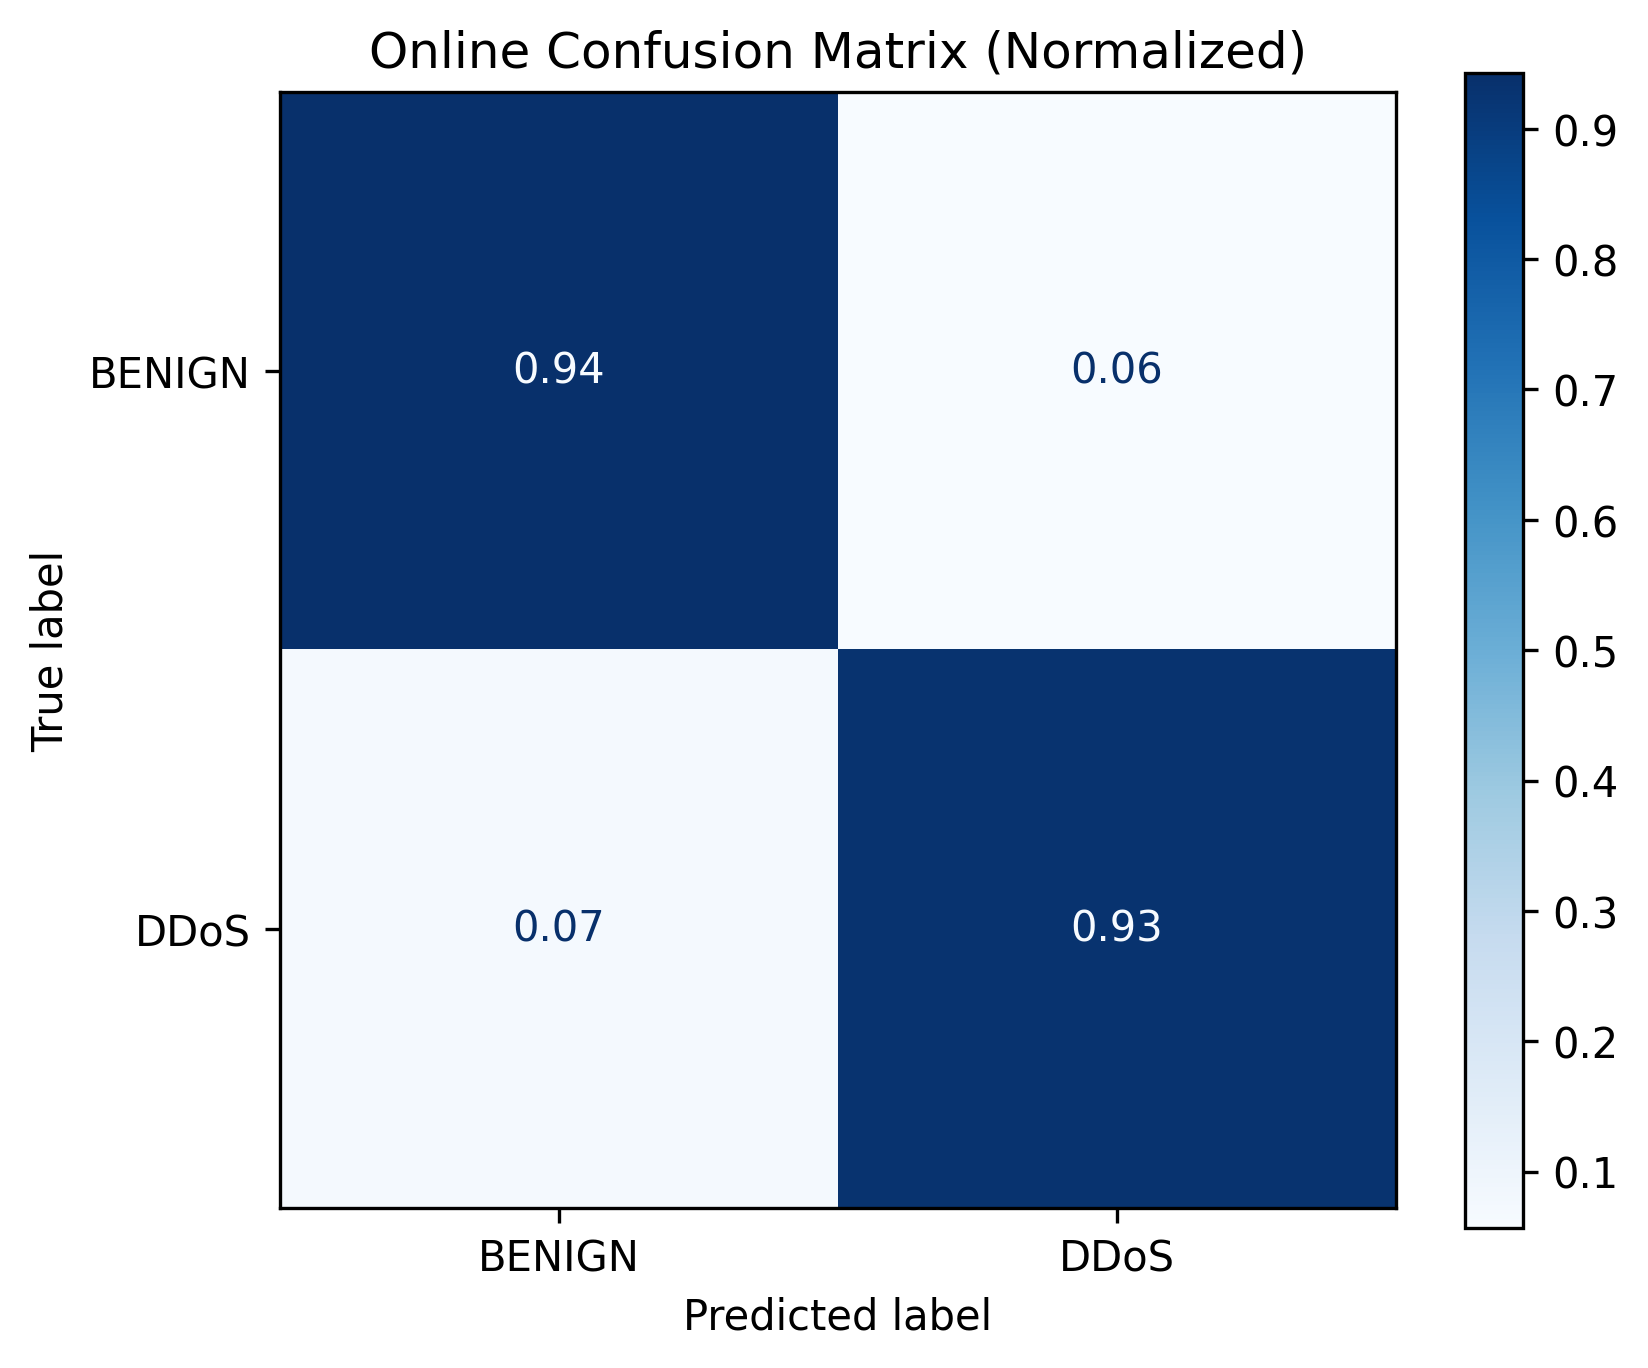 Online Confusion Matrix (Normalized)
True label
BENIGN
DDoS
0.94
0.06
0.07
0.93
BENIGN
DDoS
Predicted label
0.9
0.8
0.7
0.6
0.5
0.4
0.3
0.2
0.1